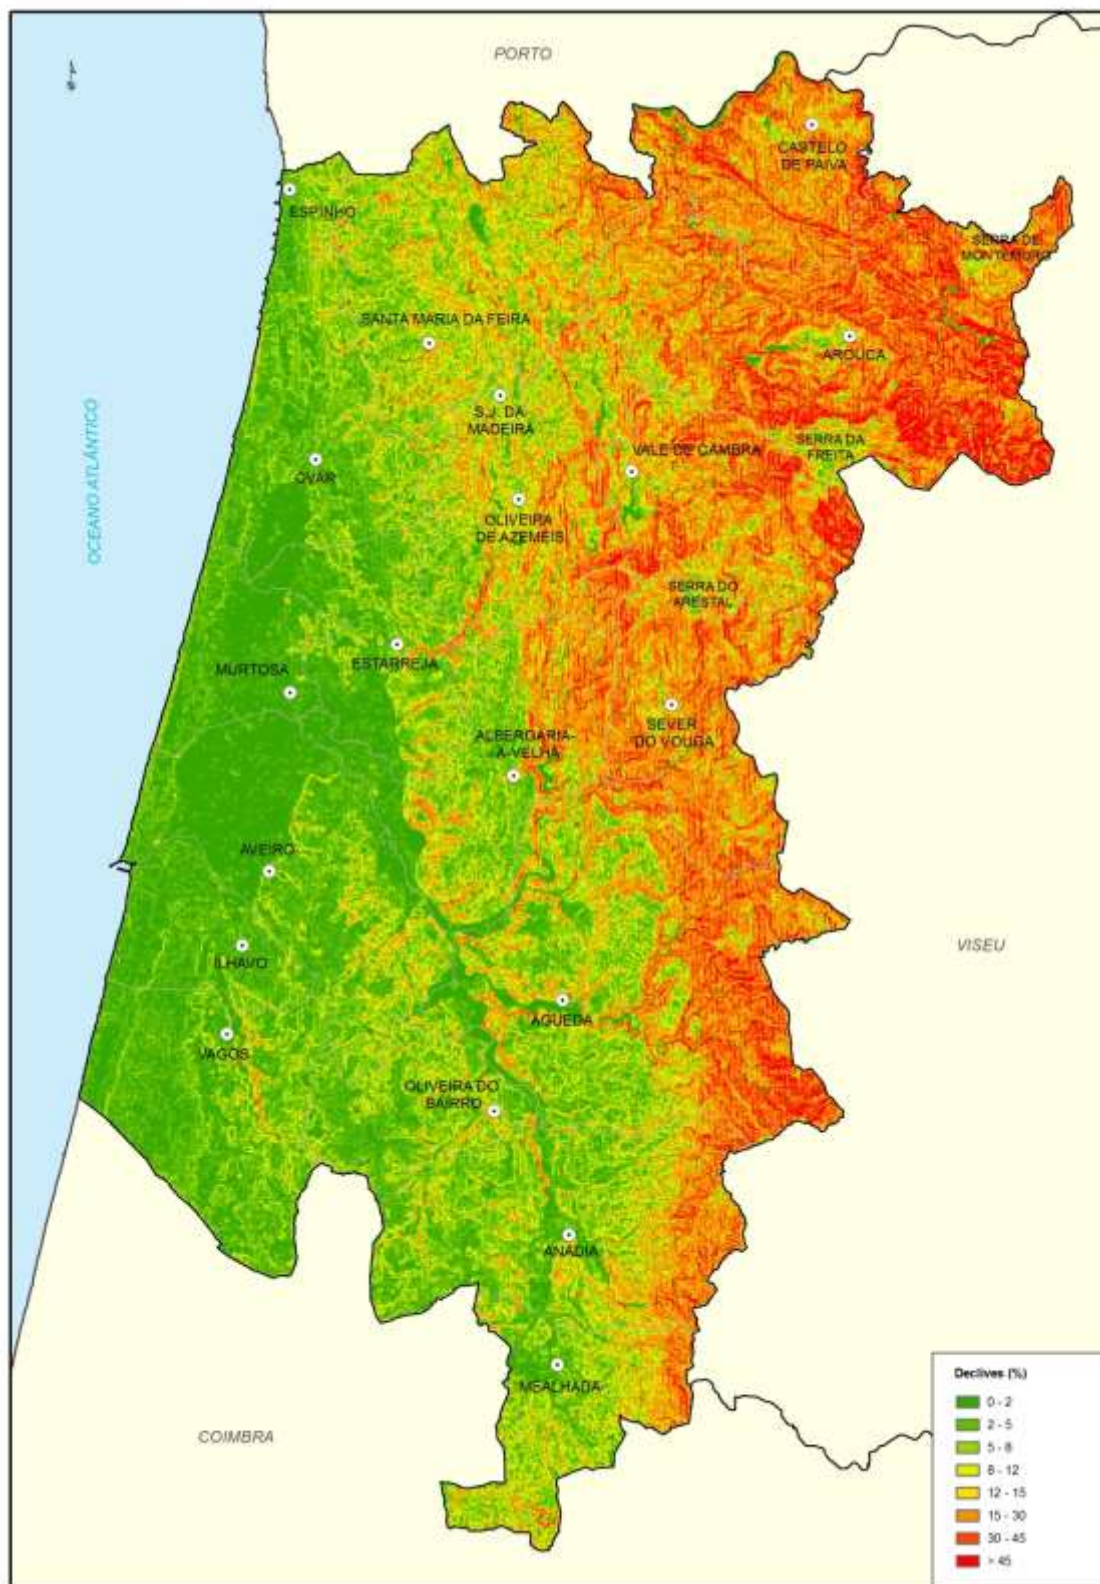 PORTO
CASTELO
DE PAIVA
ESPINHO
SERRA DE
MONTEMURO
SANTA MARIA DA FEIRA
AROUCA
S.J. DA
MADEIRA
OCEANO ATLÂNTICO
SERRA DA
FREITA
VALE DE CAMBRA
OVAR
OLIVEIRA
DE AZEMEIS
SERRA DO
ARESTAL
ESTARREJA
MURTOSA
SEVER
DO VOUGA
ALBERGARIA-
A-VELHA
AVEIRO
ILHAVO
VISEU
AGUEDA
VAGOS
OLIVEIRA DO
BAIRRO
ANADIA
MEALHADA
COIMBRA
Declives (%)
0 - 2
2 - 5
5 - 8
8 - 12
12 - 15
15 - 30
30 - 45
> 45